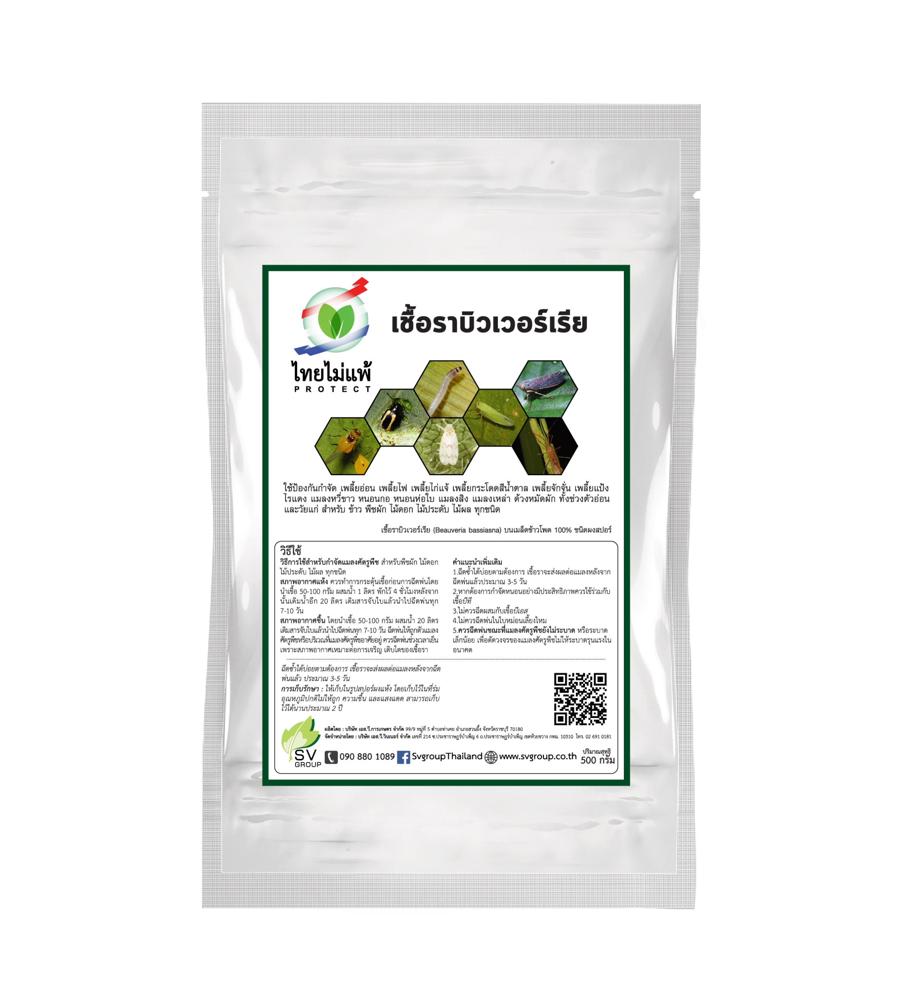 เชื้อราบิวเวอร์เรีย
ไทยไม่แพ้
PROTECT
ใช้ป้องกันกำจัด เพลี้ยอ่อน เพลี้ยไฟ เพลี้ยไก่แจ้ เพลี้ยกระโดดสีน้ำตาล เพลี้ยจักจั่น เพลี้ยแป้ง
ไรแดง แมลงหวี่ขาว หนอนกอ หนอนห่อใบ แมลงสิง แมลงเหล่า ด้วงหมัดผัก ทั้งช่วงตัวอ่อน
และวัยแก่ สำหรับ ข้าว พืชผัก ไม้ดอก ไม้ประดับ ไม้ผล ทุกชนิด
เชื้อราบิวเวอร์เรีย (Beauveria bassiasna) บนเมล็ดข้าวโพด 100% ชนิดผงสปอร์
วิธีใช้
วิธีการใช้สำหรับกำจัดแมลงศัตรูพืช สำหรับพืชผัก ไม้ดอก
ไม้ประดับ ไม้ผล ทุกชนิด
สภาพอากาศแห้ง ควรทำการกระตุ้นเชื้อก่อนการฉีดพ่นโดย
นำเชื้อ 50-100 กรัม ผสมน้ำ 1 ลิตร พักไว้ 4 ชั่วโมงหลังจาก
นั้นเติมน้ำอีก 20 ลิตร เติมสารจับใบแล้วนำไปฉีดพ่นทุก
7-10 วัน
สภาพอากาศชื้น โดยนำเชื้อ 50-100 กรัม ผสมน้ำ 20 ลิตร
เติมสารจับใบแล้วนำไปฉีดพ่นทุก 7-10 วัน ฉีดพ่นให้ถูกตัวแมลง
ศัตรูพืชหรือบริเวณที่แมลงศัตรูพืชอาศัยอยู่ ควรฉีดพ่นช่วงเวลาเย็น
เพราะสภาพอากาศเหมาะต่อการเจริญ เติบโตของเชื้อรา
คำแนะนำเพิ่มเติม
1.ฉีดซ้ำได้บ่อยตามต้องการ เชื้อราจะส่งผลต่อแมลงหลังจาก
ฉีดพ่นแล้วประมาณ 3-5 วัน
2.หากต้องการกำจัดหนอนอย่างมีประสิทธิภาพควรใช้ร่วมกับ
เชื้อบีที
3.ไม่ควรฉีดผสมกับเชื้อบีเอส
4.ไม่ควรฉีดพ่นในใบหม่อนเลี้ยงไหม
5.ควรฉีดพ่นขณะที่แมลงศัตรูพืชยังไม่ระบาด หรือระบาด
เล็กน้อย เพื่อตัดวงจรของแมลงศัตรูพืชไม่ให้ระบาดรุนแรงใน
อนาคต
ฉีดซ้ำได้บ่อยตามต้องการ เชื้อราจะส่งผลต่อแมลงหลังจากฉีด
พ่นแล้ว ประมาณ 3-5 วัน
การเก็บรักษา : ให้เก็บในรูปสปอร์ผงแห้ง โดยเก็บไว้ในที่ร่ม
อุณหภูมิปกติไม่ให้ถูก ความชื้น และแสงแดด สามารถเก็บ
ไว้ได้นานประมาณ 2 ปี
ผลิตโดย : บริษัท เอส.วี.การเกษตร จำกัด 99/9 หมู่ที่ 5 ตำบลท่าเคย อำเภอสวนผึ้ง จังหวัดราชบุรี 70180
จัดจำหน่ายโดย : บริษัท เอส.วี.วินเนอร์ จำกัด เลขที่ 214 ซ.ประชาราษฎร์บำเพ็ญ 6 ถ.ประชาราษฎร์บำเพ็ญ เขตห้วยขวาง กทม. 10310 โทร. 02 691 0181
SV
GROUP
090 880 1089 SvgroupThailand www.svgroup.co.th
ปริมาณสุทธิ
500 กรัม